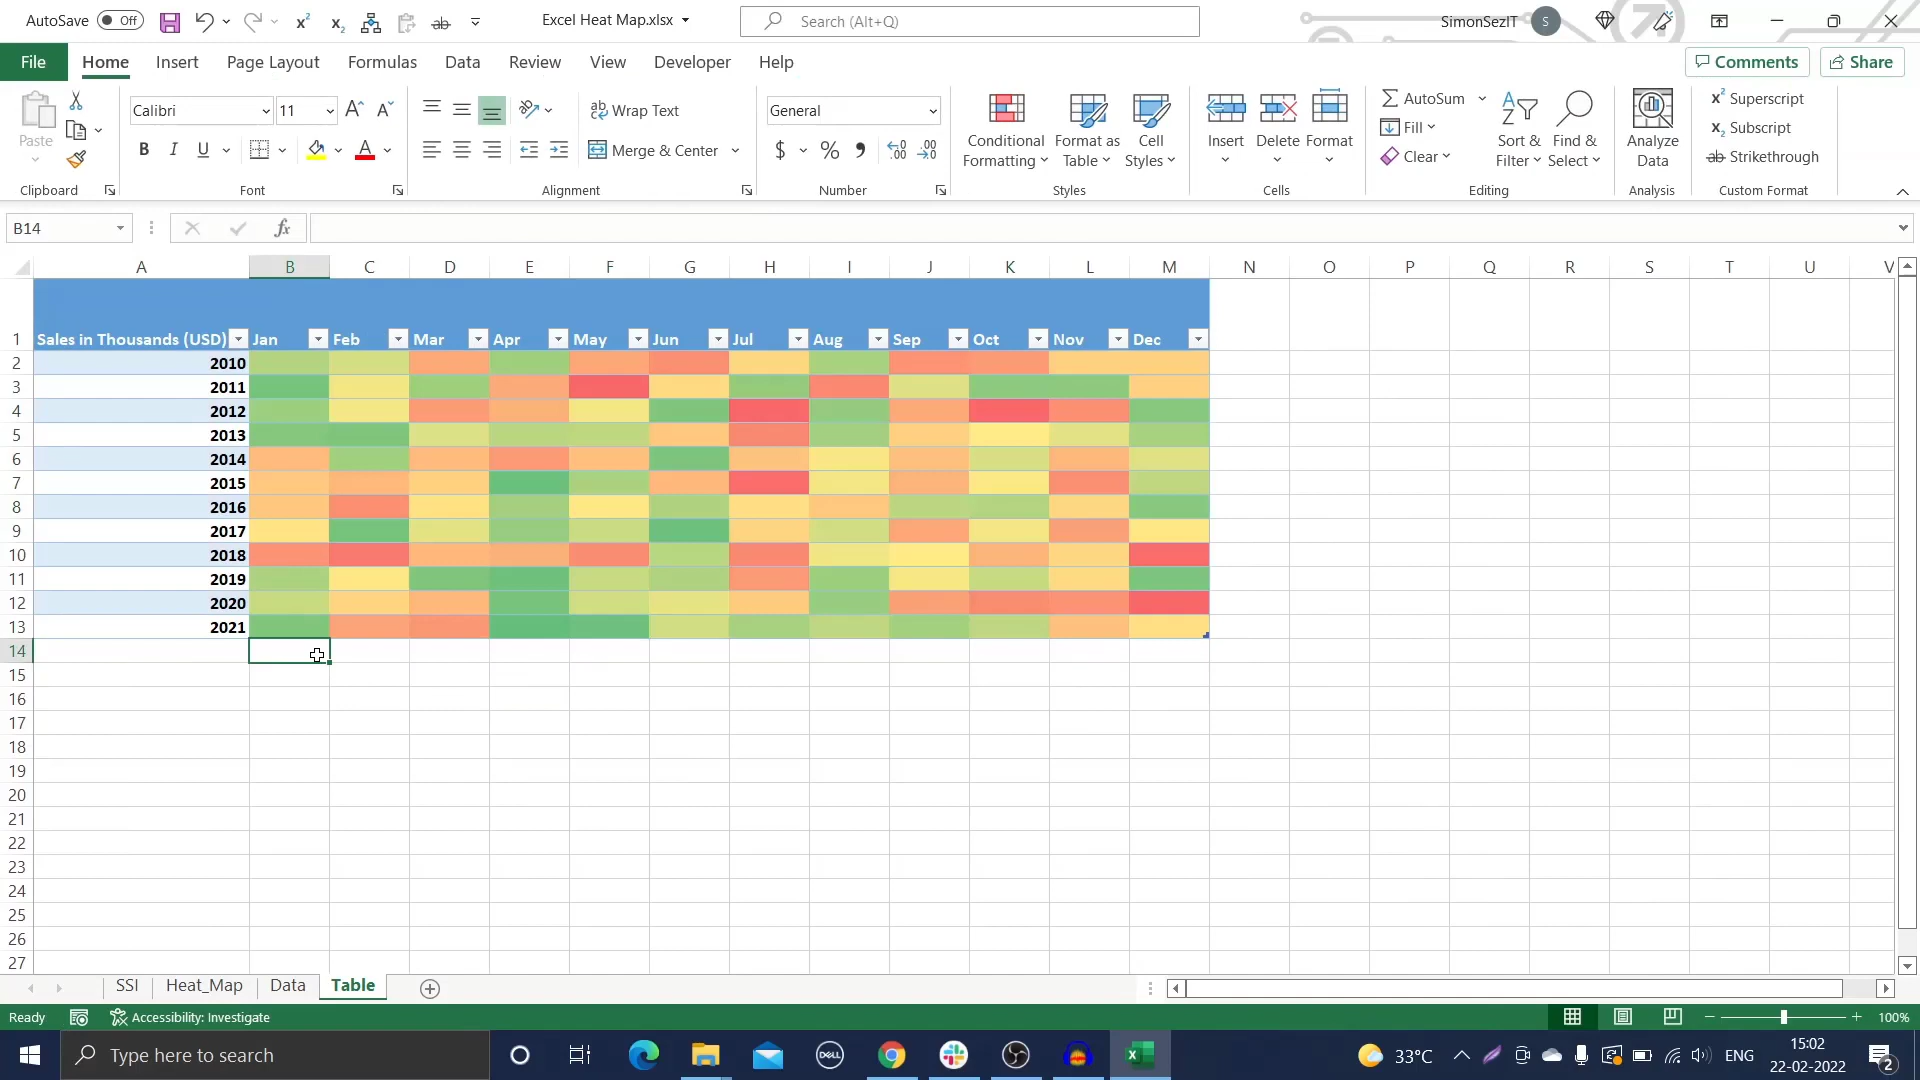 AutoSave Off Excel Heat Map.xlsx Search (Alt+Q) SimonSezIT S
File Home Insert Page Layout Formulas Data Review View Developer Help Comments Share
Paste Calibri 11 Wrap Text General Conditional Formatting Format as Table Cell Styles Insert Delete Format AutoSum Sort & Filter Find & Select Analyze Data Superscript
Fill Subscript
B I U A Merge & Center $ % Clear Strikethrough
Clipboard Font Alignment Number Styles Cells Editing Analysis Custom Format
B14 fx
A B C D E F G H I J K L M N O P Q R S T U V
1 Sales in Thousands (USD) Jan Feb Mar Apr May Jun Jul Aug Sep Oct Nov Dec
2 2010
3 2011
4 2012
5 2013
6 2014
7 2015
8 2016
9 2017
10 2018
11 2019
12 2020
13 2021
14
15
16
17
18
19
20
21
22
23
24
25
26
27
SSI Heat_Map Data Table
Ready Accessibility: Investigate 100%
Type here to search DELL 33°C ENG 15:02
22-02-2022 2